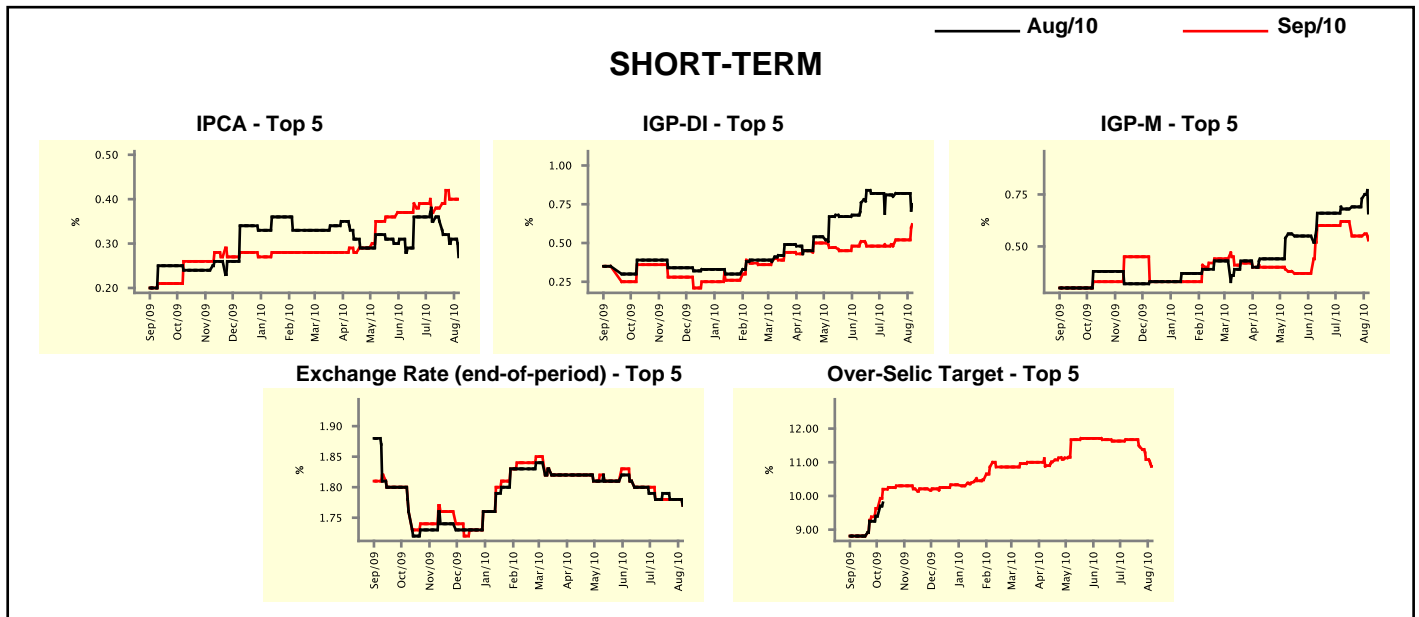 Aug/10 Sep/10
SHORT-TERM
IPCA - Top 5
0.50
0.40
0.30
0.20
%
Sep/09 Oct/09 Nov/09 Dec/09 Jan/10 Feb/10 Mar/10 Apr/10 May/10 Jun/10 Jul/10 Aug/10
IGP-DI - Top 5
1.00
0.75
0.50
0.25
%
Sep/09 Oct/09 Nov/09 Dec/09 Jan/10 Feb/10 Mar/10 Apr/10 May/10 Jun/10 Jul/10 Aug/10
IGP-M - Top 5
0.75
0.50
%
Sep/09 Oct/09 Nov/09 Dec/09 Jan/10 Feb/10 Mar/10 Apr/10 May/10 Jun/10 Jul/10 Aug/10
Exchange Rate (end-of-period) - Top 5
1.90
1.85
1.80
1.75
%
Sep/09 Oct/09 Nov/09 Dec/09 Jan/10 Feb/10 Mar/10 Apr/10 May/10 Jun/10 Jul/10 Aug/10
Over-Selic Target - Top 5
12.00
11.00
10.00
9.00
%
Sep/09 Oct/09 Nov/09 Dec/09 Jan/10 Feb/10 Mar/10 Apr/10 May/10 Jun/10 Jul/10 Aug/10